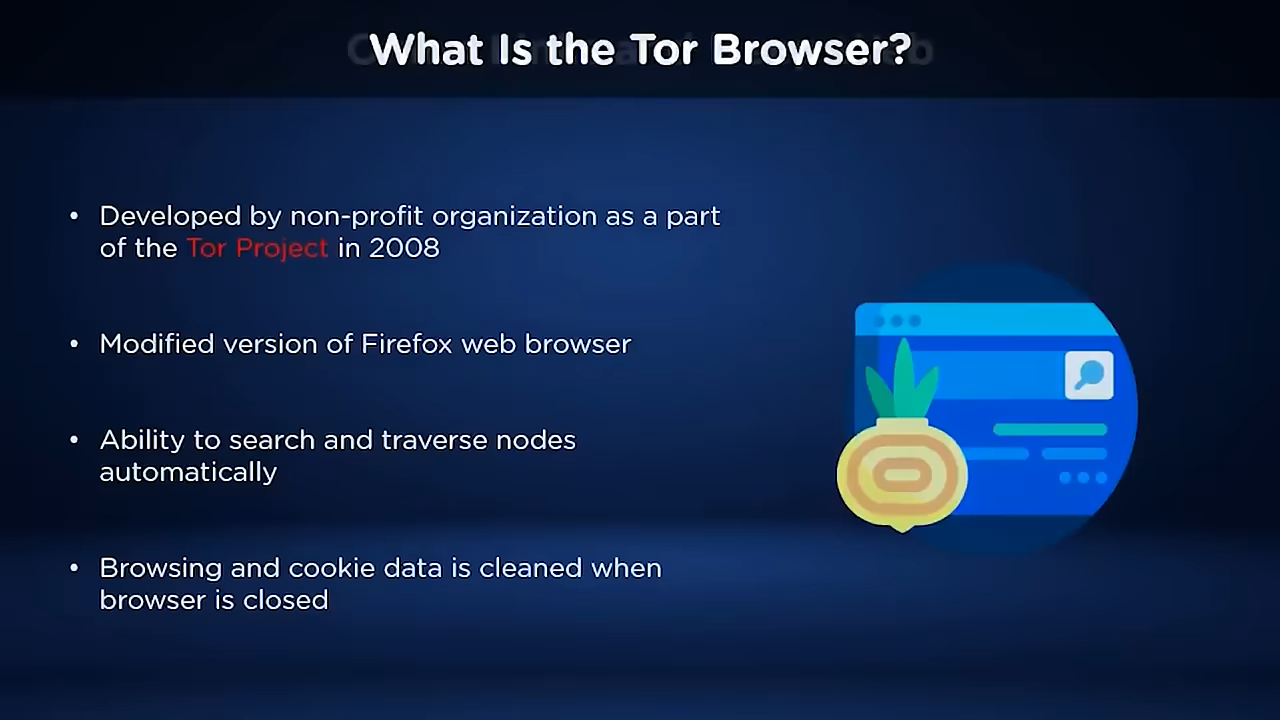 What Is the Tor Browser?
• Developed by non-profit organization as a part
of the Tor Project in 2008
• Modified version of Firefox web browser
• Ability to search and traverse nodes
automatically
• Browsing and cookie data is cleaned when
browser is closed